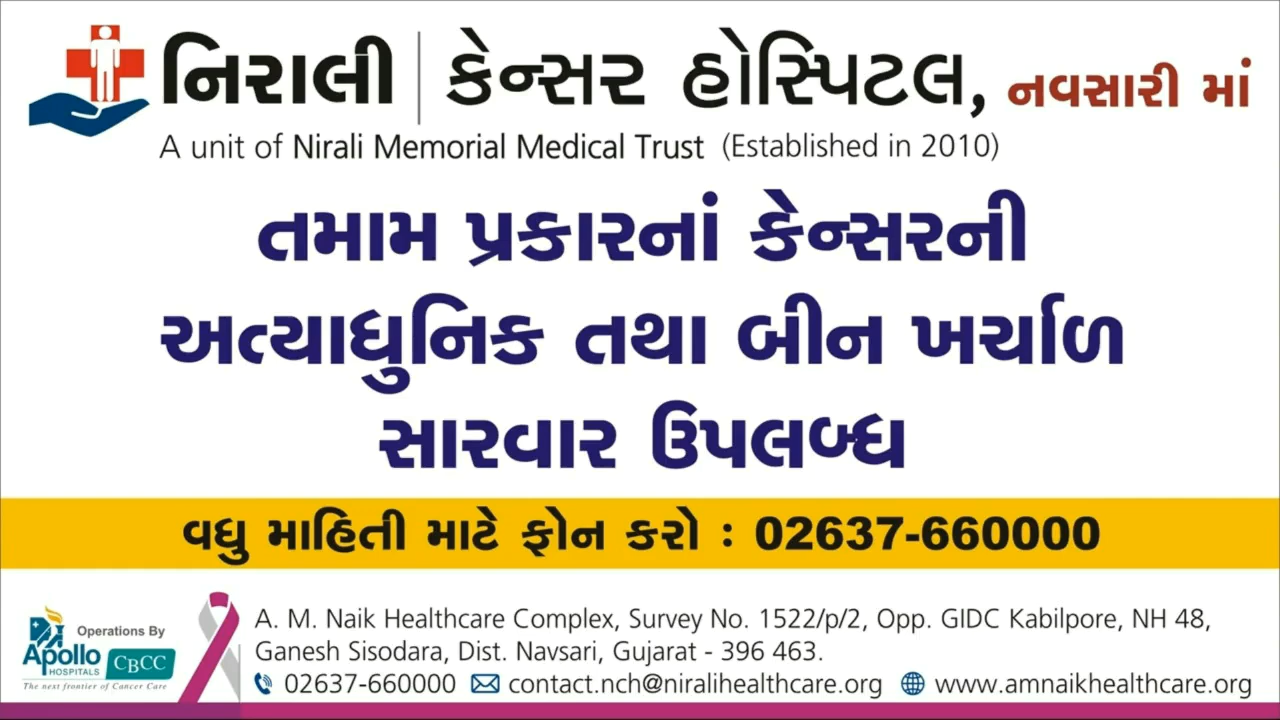 નિરાલી | કેન્સર હોસ્પિટલ, નવસારી માં
A unit of Nirali Memorial Medical Trust (Established in 2010)
તમામ પ્રકારનાં કેન્સરની
અત્યાધુનિક તથા બીન ખર્ચાળ
સારવાર ઉપલબ્ધ
વધુ માહિતી માટે ફોન કરો : 02637-660000
Operations By
Apollo
HOSPITALS
CBCC
The next frontier of Cancer Care
A. M. Naik Healthcare Complex, Survey No. 1522/p/2, Opp. GIDC Kabilpore, NH 48,
Ganesh Sisodara, Dist. Navsari, Gujarat - 396 463.
02637-660000 contact.nch@niralihealthcare.org www.amnaikhealthcare.org